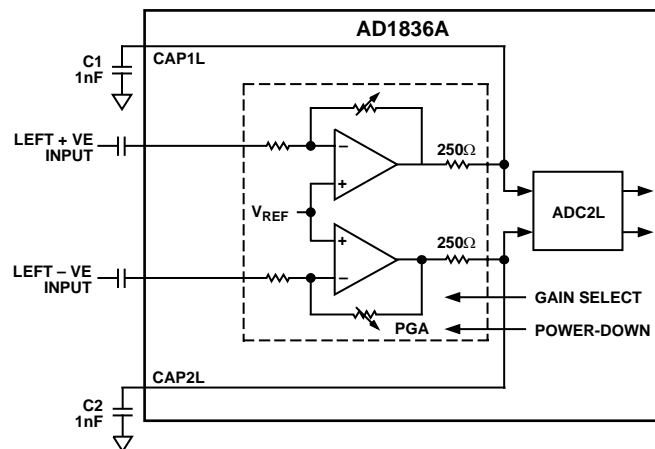 AD1836A
C1
1nF
CAP1L
LEFT + VE
INPUT
250Ω
VREF
ADC2L
250Ω
LEFT – VE
INPUT
GAIN SELECT
PGA
POWER-DOWN
CAP2L
C2
1nF